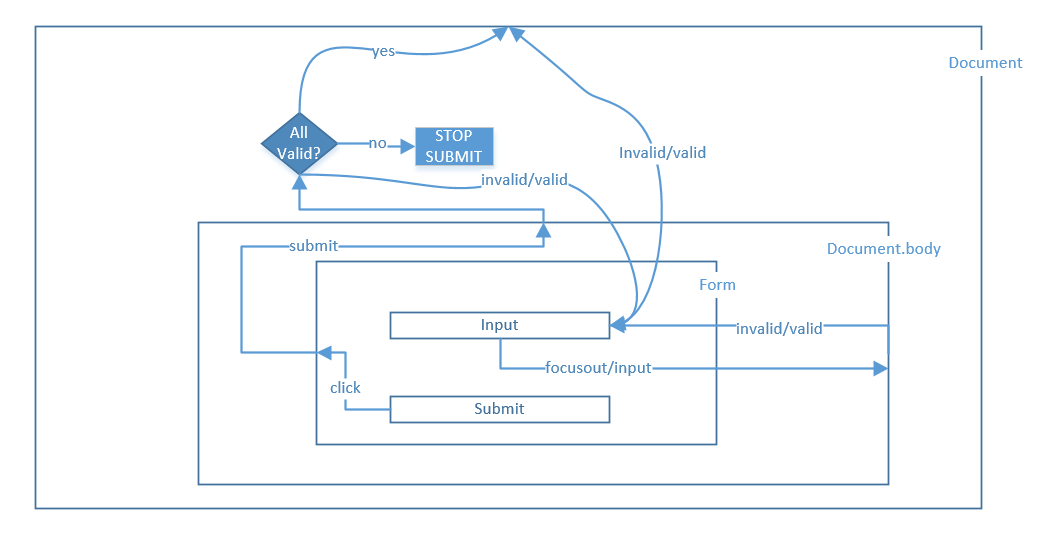 yes
Document
All
Valid?
no
STOP
SUBMIT
Invalid/valid
invalid/valid
submit
Document.body
Form
Input
invalid/valid
focusout/input
click
Submit